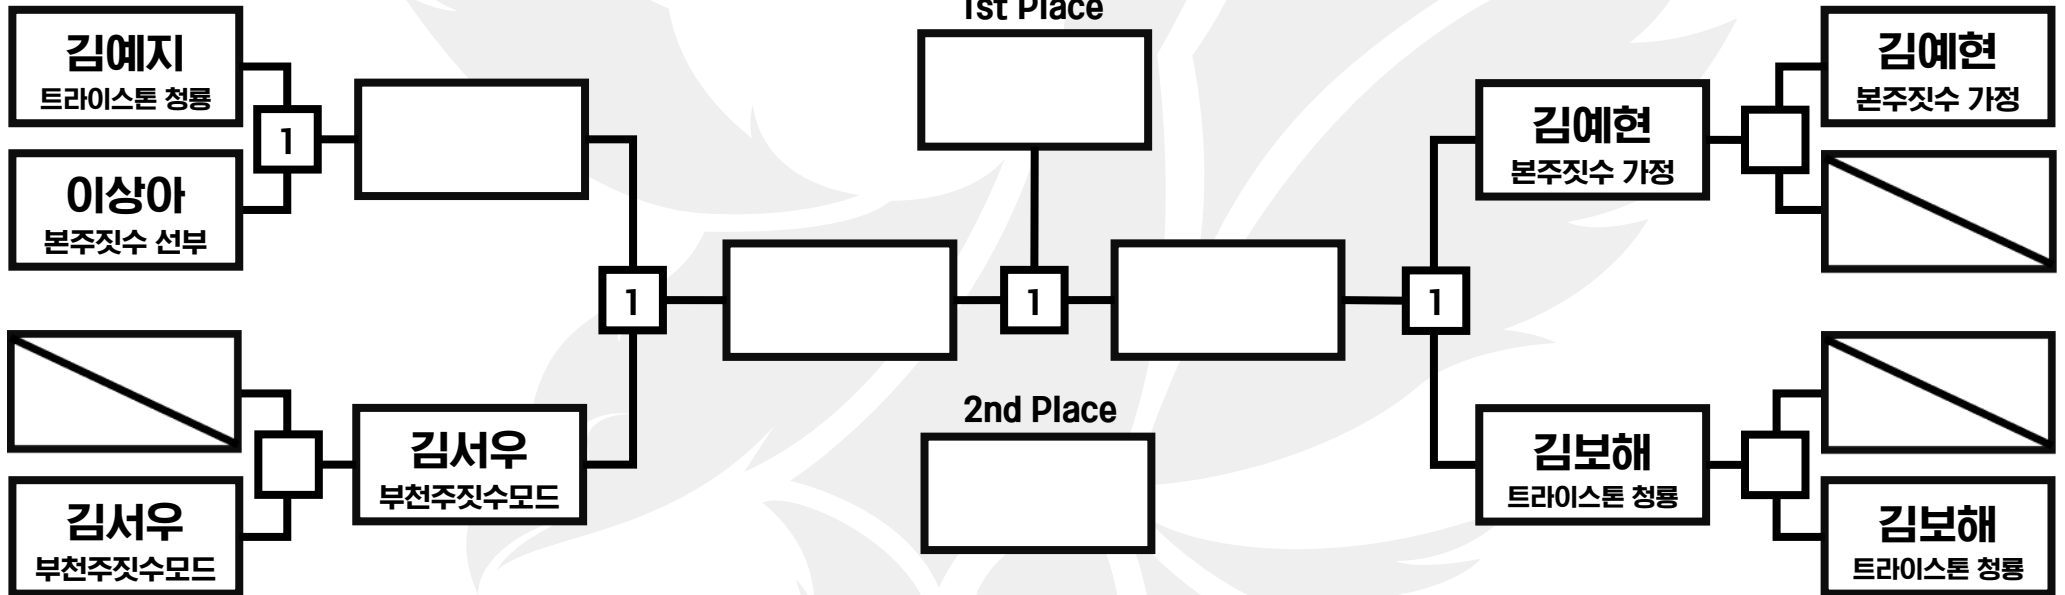 1st Place
김예지
트라이스톤 청룡
1
이상아
본주짓수 선부
김서우
부천주짓수모드
김서우
부천주짓수모드
1
1
2nd Place
1
김예현
본주짓수 가정
김예현
본주짓수 가정
김보해
트라이스톤 청룡
김보해
트라이스톤 청룡